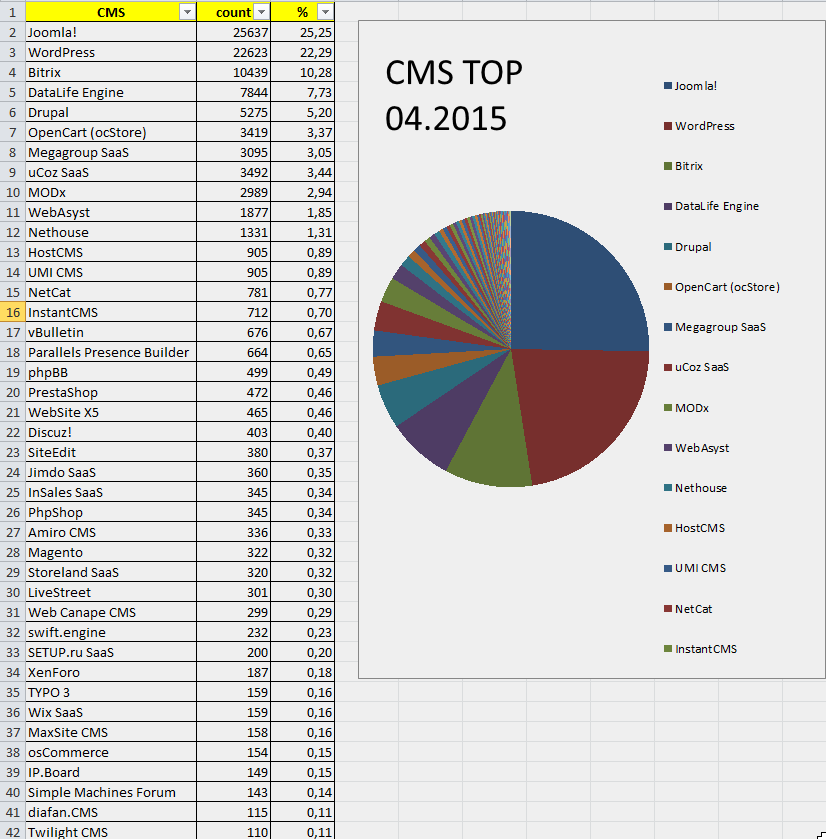 1 CMS count %
2 Joomla! 25637 25,25
3 WordPress 22623 22,29
4 Bitrix 10439 10,28
5 DataLife Engine 7844 7,73
6 Drupal 5275 5,20
7 OpenCart (ocStore) 3419 3,37
8 Megagroup SaaS 3095 3,05
9 uCoz SaaS 3492 3,44
10 MODx 2989 2,94
11 WebAsyst 1877 1,85
12 Nethouse 1331 1,31
13 HostCMS 905 0,89
14 UMI CMS 905 0,89
15 NetCat 781 0,77
16 InstantCMS 712 0,70
17 vBulletin 676 0,67
18 Parallels Presence Builder 664 0,65
19 phpBB 499 0,49
20 PrestaShop 472 0,46
21 WebSite X5 465 0,46
22 Discuz! 403 0,40
23 SiteEdit 380 0,37
24 Jimdo SaaS 360 0,35
25 InSales SaaS 345 0,34
26 PhpShop 345 0,34
27 Amiro CMS 336 0,33
28 Magento 322 0,32
29 Storeland SaaS 320 0,32
30 LiveStreet 301 0,30
31 Web Canape CMS 299 0,29
32 swift.engine 232 0,23
33 SETUP.ru SaaS 200 0,20
34 XenForo 187 0,18
35 TYPO 3 159 0,16
36 Wix SaaS 159 0,16
37 MaxSite CMS 158 0,16
38 osCommerce 154 0,15
39 IP.Board 149 0,15
40 Simple Machines Forum 143 0,14
41 diafan.CMS 115 0,11
42 Twilight CMS 110 0,11
CMS TOP
04.2015
Joomla!
WordPress
Bitrix
DataLife Engine
Drupal
OpenCart (ocStore)
Megagroup SaaS
uCoz SaaS
MODx
WebAsyst
Nethouse
HostCMS
UMI CMS
NetCat
InstantCMS